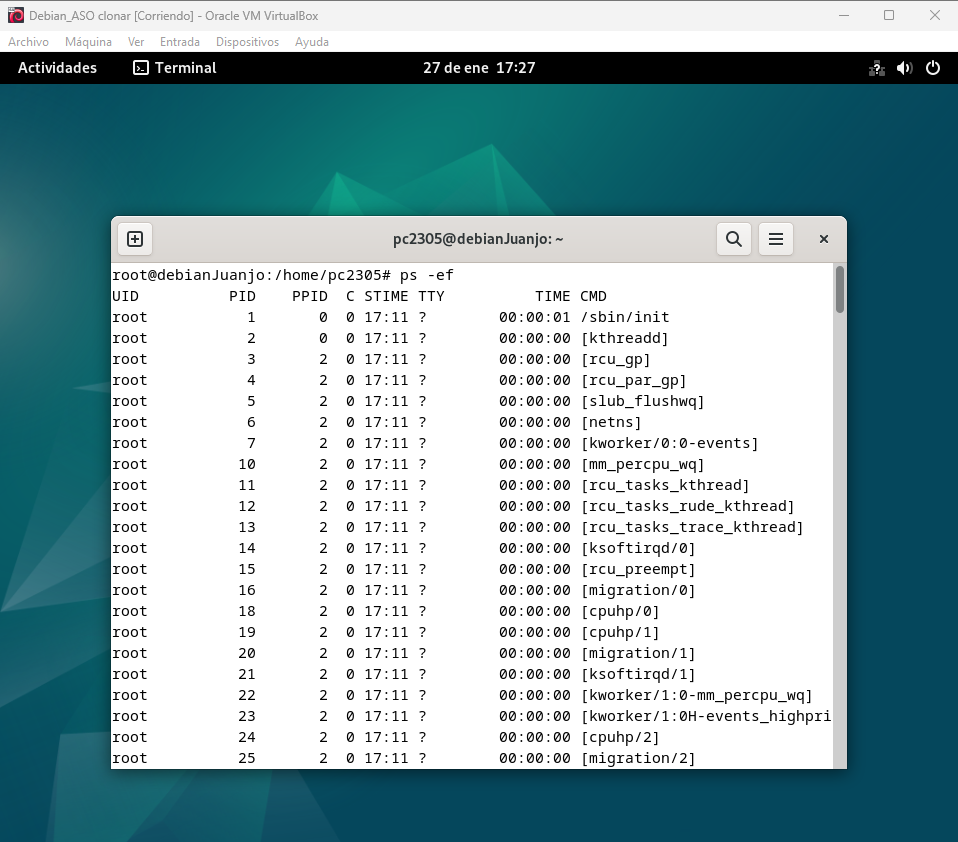 Debian_ASO clonar [Corriendo] - Oracle VM VirtualBox
Archivo Máquina Ver Entrada Dispositivos Ayuda
Actividades Terminal 27 de ene 17:27
pc2305@debianJuanjo: ~
root@debianJuanjo:/home/pc2305# ps -ef
UID          PID    PPID  C STIME TTY          TIME CMD
root           1       0  0 17:11 ?        00:00:01 /sbin/init
root           2       0  0 17:11 ?        00:00:00 [kthreadd]
root           3       2  0 17:11 ?        00:00:00 [rcu_gp]
root           4       2  0 17:11 ?        00:00:00 [rcu_par_gp]
root           5       2  0 17:11 ?        00:00:00 [slub_flushwq]
root           6       2  0 17:11 ?        00:00:00 [netns]
root           7       2  0 17:11 ?        00:00:00 [kworker/0:0-events]
root          10       2  0 17:11 ?        00:00:00 [mm_percpu_wq]
root          11       2  0 17:11 ?        00:00:00 [rcu_tasks_kthread]
root          12       2  0 17:11 ?        00:00:00 [rcu_tasks_rude_kthread]
root          13       2  0 17:11 ?        00:00:00 [rcu_tasks_trace_kthread]
root          14       2  0 17:11 ?        00:00:00 [ksoftirqd/0]
root          15       2  0 17:11 ?        00:00:00 [rcu_preempt]
root          16       2  0 17:11 ?        00:00:00 [migration/0]
root          18       2  0 17:11 ?        00:00:00 [cpuhp/0]
root          19       2  0 17:11 ?        00:00:00 [cpuhp/1]
root          20       2  0 17:11 ?        00:00:00 [migration/1]
root          21       2  0 17:11 ?        00:00:00 [ksoftirqd/1]
root          22       2  0 17:11 ?        00:00:00 [kworker/1:0-mm_percpu_wq]
root          23       2  0 17:11 ?        00:00:00 [kworker/1:0H-events_highpri
root          24       2  0 17:11 ?        00:00:00 [cpuhp/2]
root          25       2  0 17:11 ?        00:00:00 [migration/2]